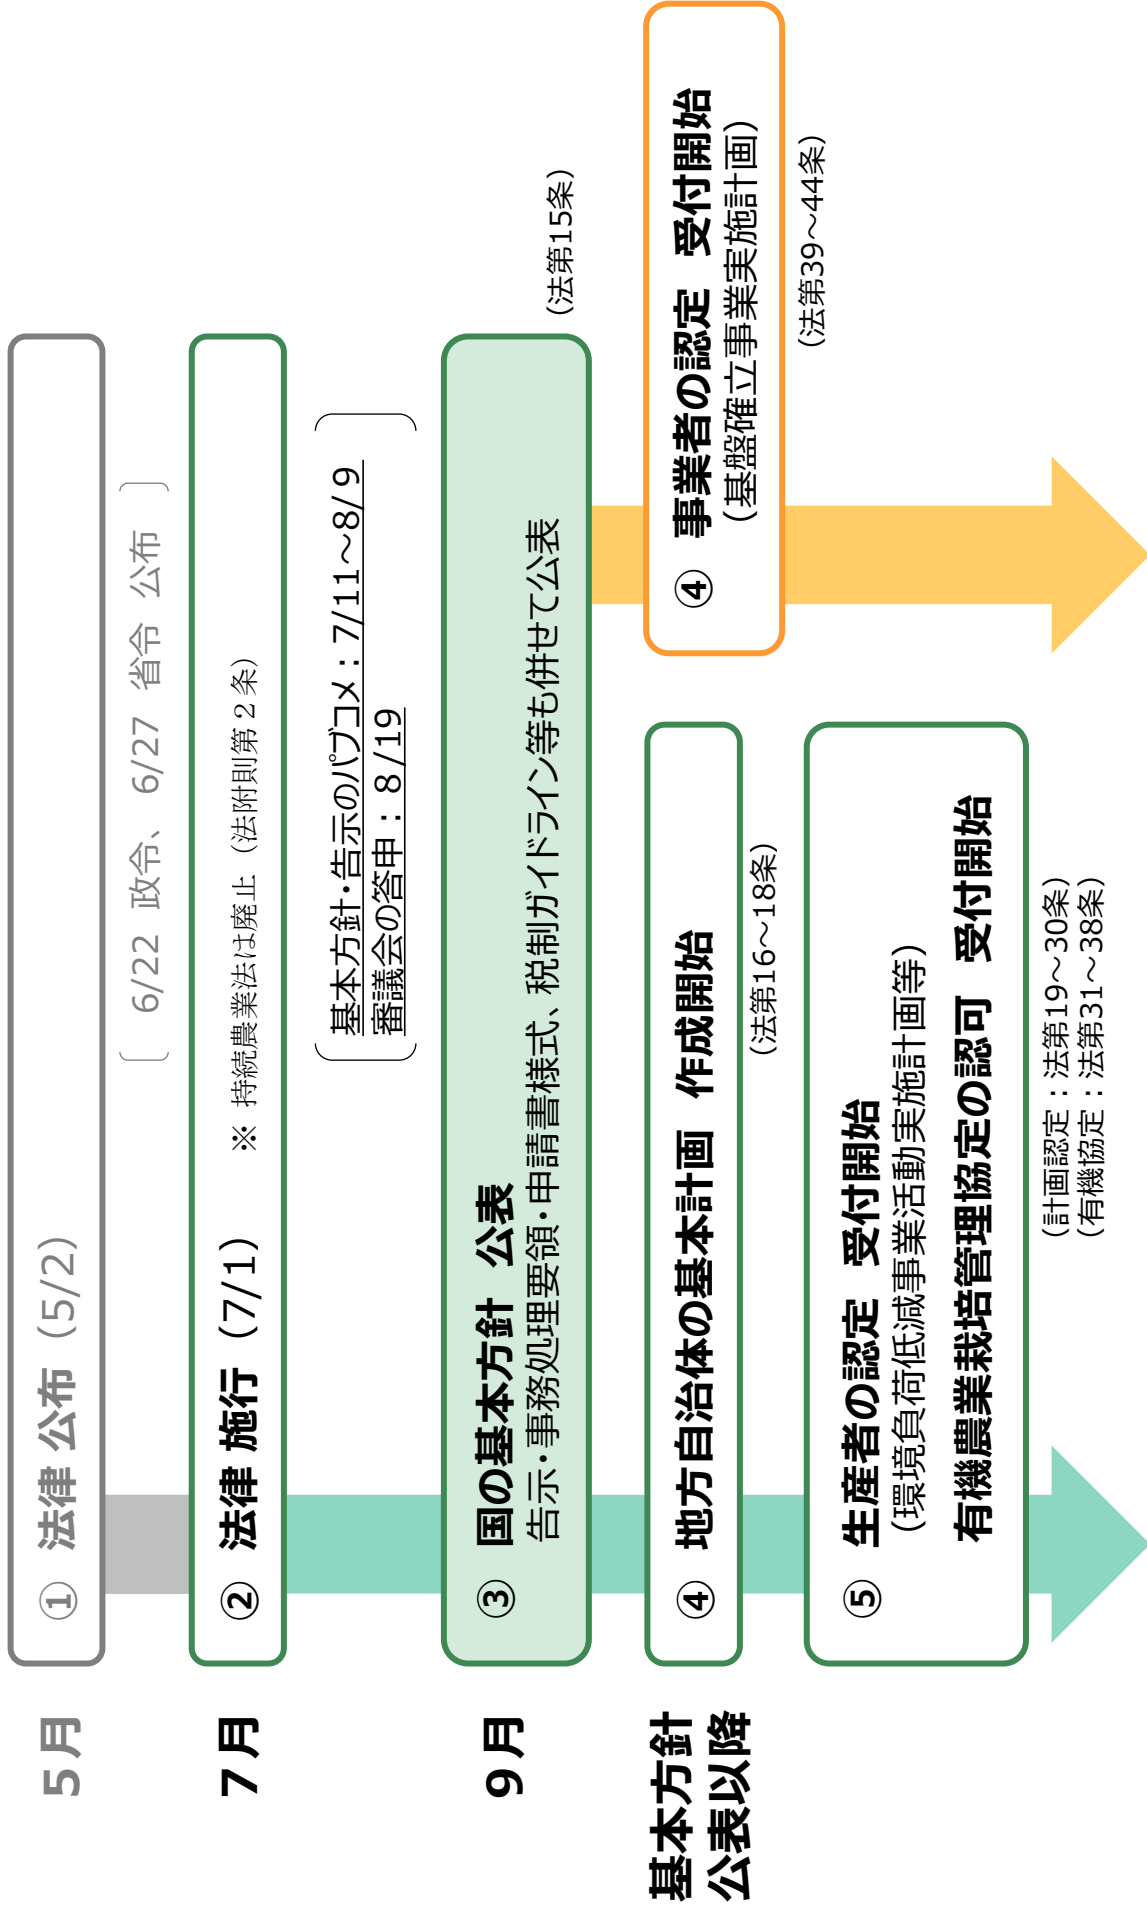 5月
① 法律 公布（5/2）
6/22 政令、 6/27 省令 公布
7月
② 法律 施行（7/1）
※ 持続農業法は廃止（法附則第２条）
基本方針・告示のパブコメ：7/11～8/９
審議会の答申：８/19
9月
③ 国の基本方針 公表
告示・事務処理要領・申請書様式、税制ガイドライン等も併せて公表
（法第15条）
基本方針
公表以降
④ 地方自治体の基本計画 作成開始
（法第16～18条）
④ 事業者の認定 受付開始
（基盤確立事業実施計画）
（法第39～44条）
⑤ 生産者の認定 受付開始
（環境負荷低減事業活動実施計画等）
有機農業栽培管理協定の認可 受付開始
（計画認定：法第19～30条）
（有機協定：法第31～38条）